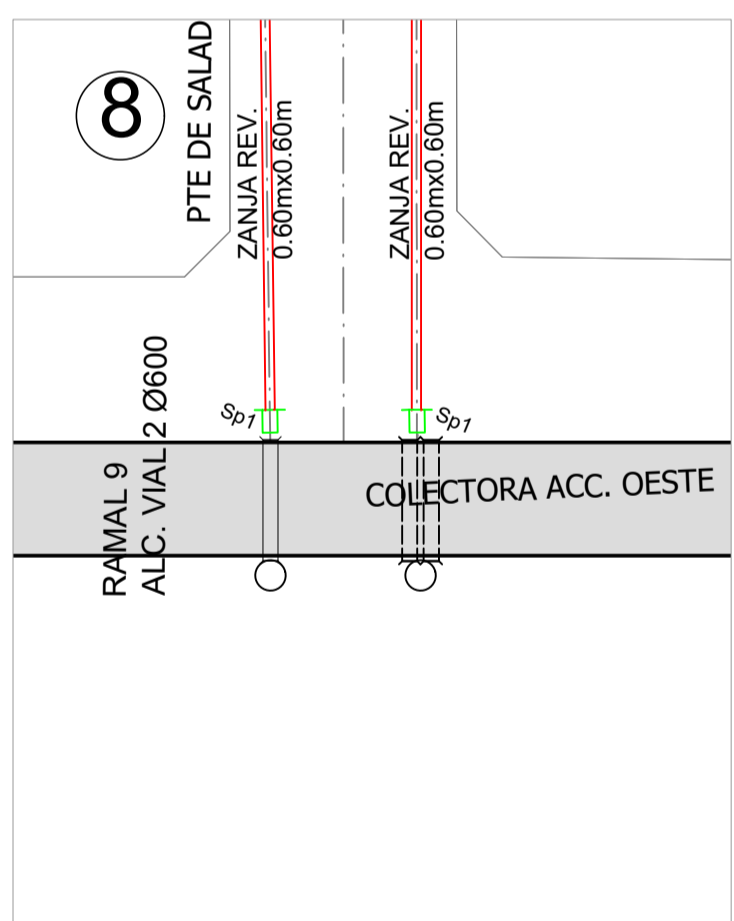 8
PTE DE SALAD
ZANJA REV.
0.60mx0.60m
ZANJA REV.
0.60mx0.60m
Sp1
Sp1
RAMAL 9
ALC. VIAL 2 Ø600
COLECTORA ACC. OESTE